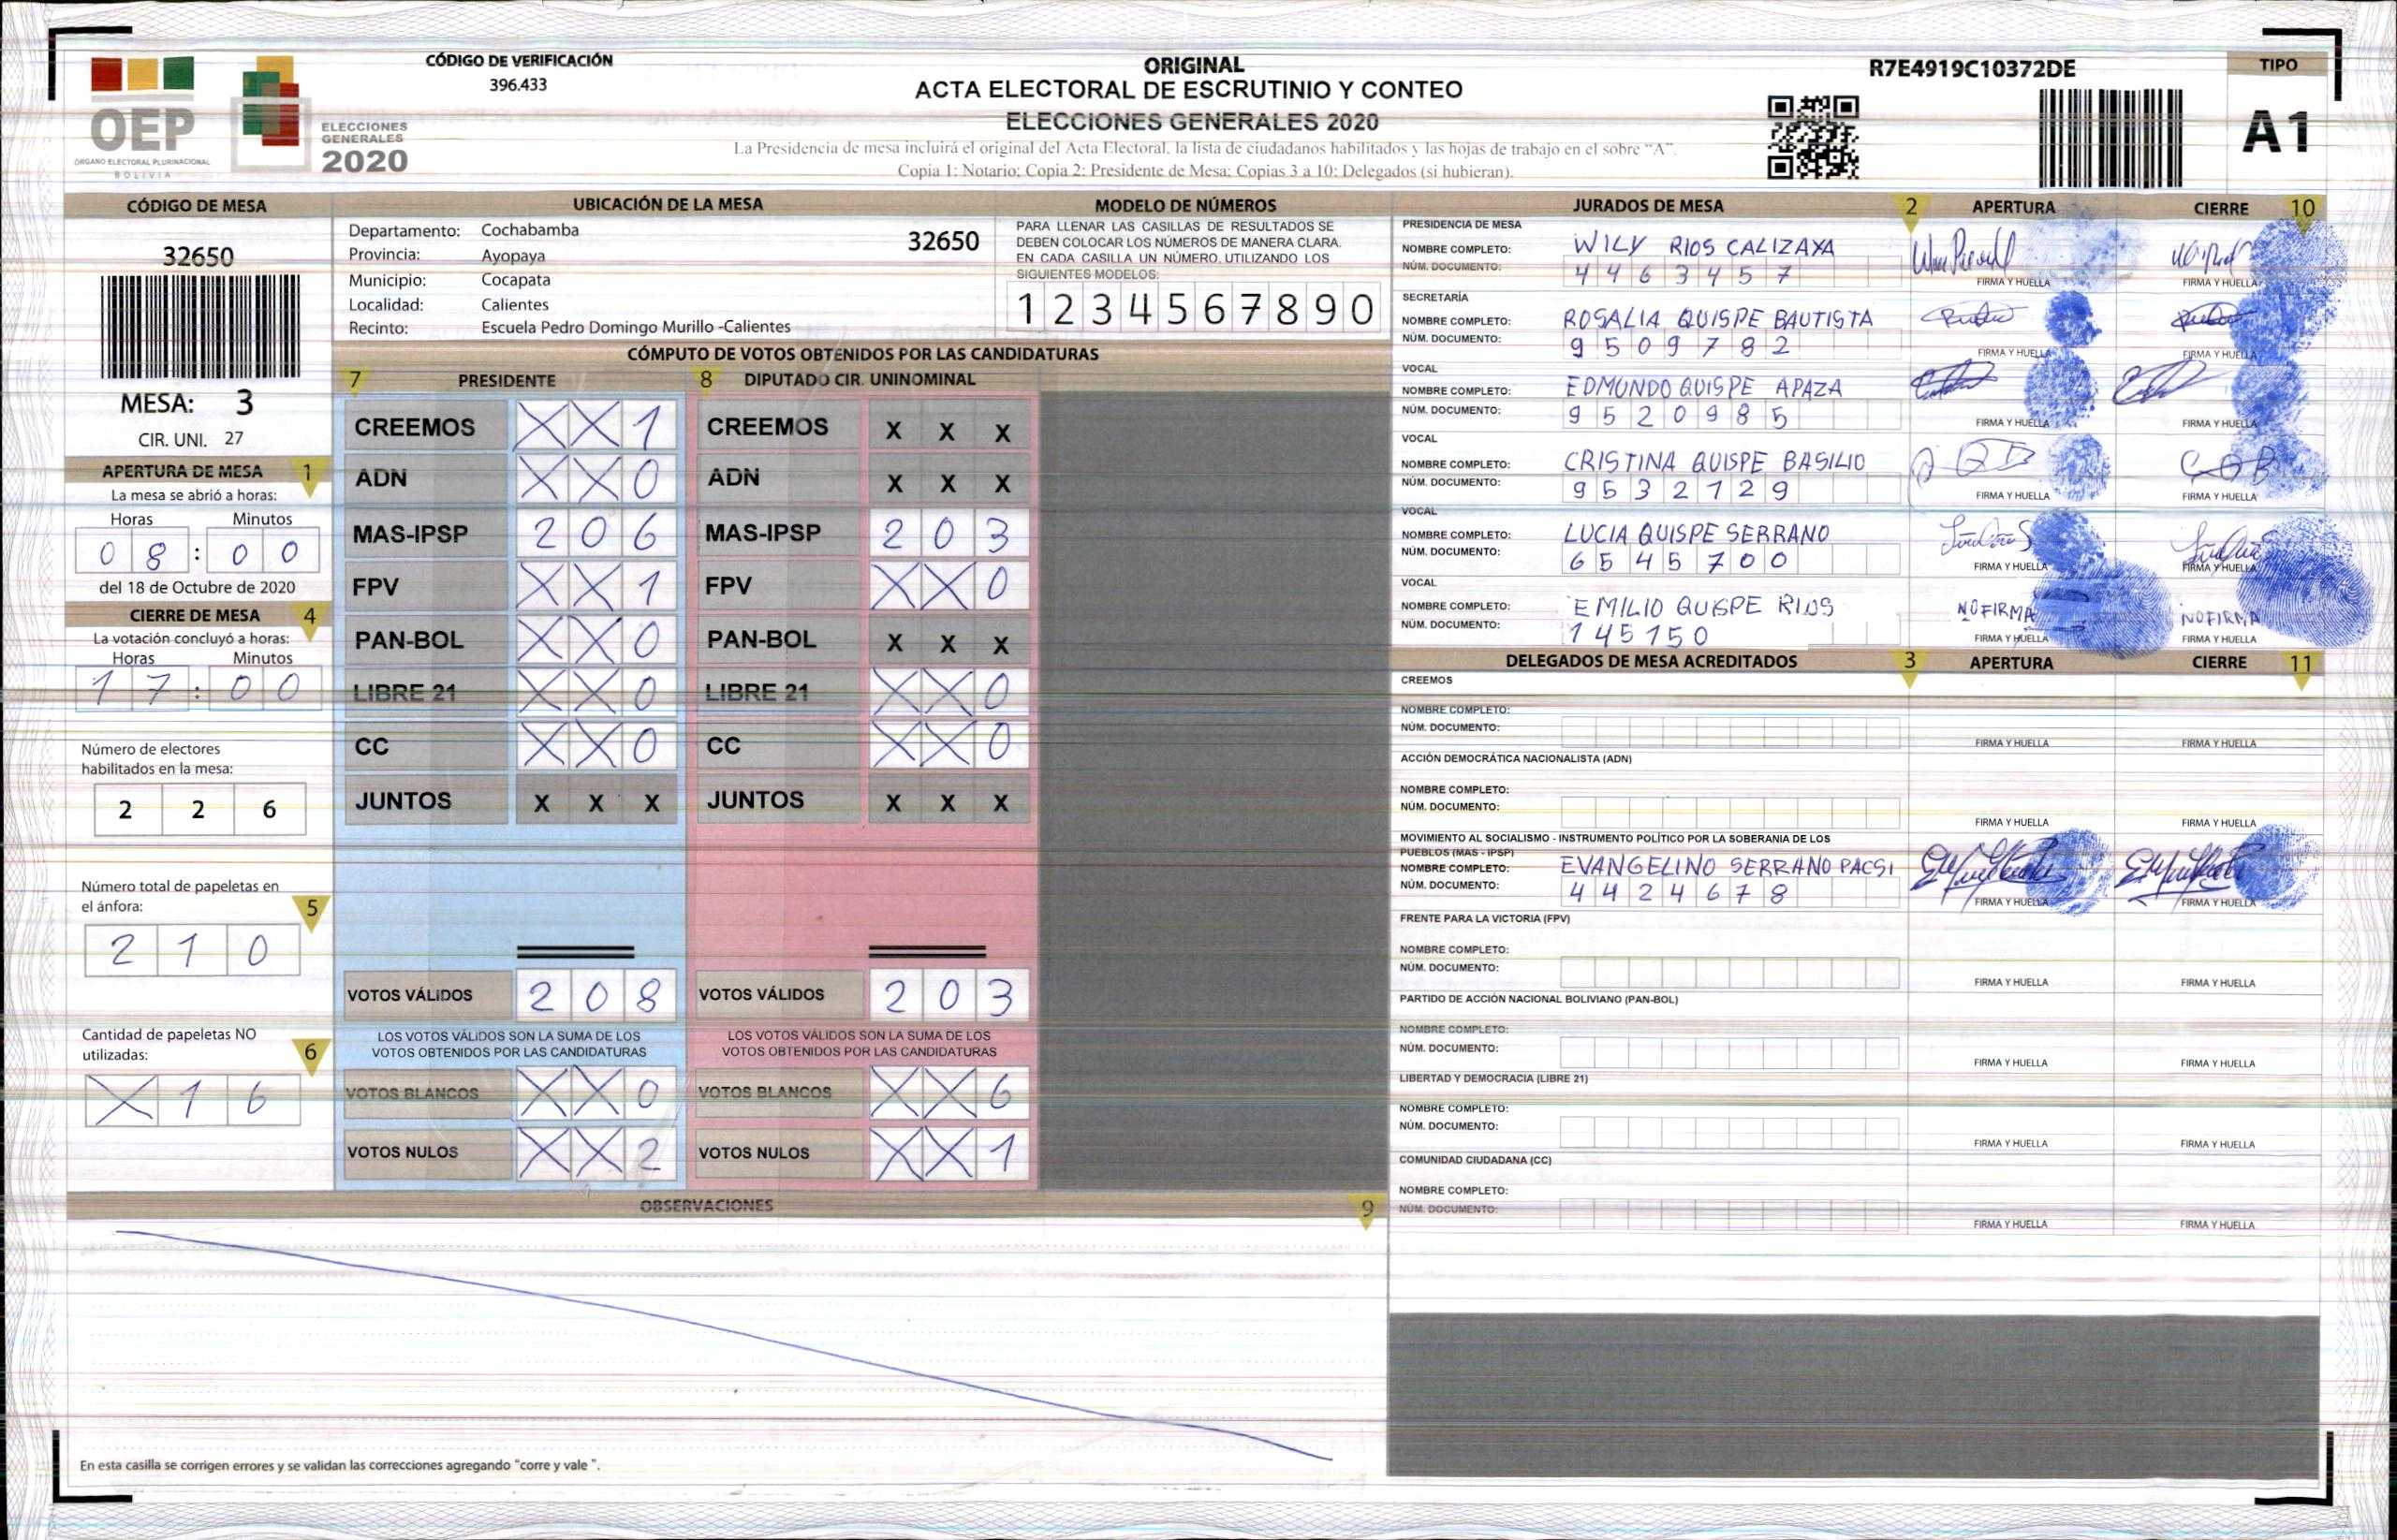 CÓDIGO DE VERIFICACIÓN
396.433
OEP
ÓRGANO ELECTORAL PLURINACIONAL
BOLIVIA
ELECCIONES
GENERALES
2020
ORIGINAL
ACTA ELECTORAL DE ESCRUTINIO Y CONTEO
ELECCIONES GENERALES 2020
La Presidencia de mesa incluirá el original del Acta Electoral, la lista de ciudadanos habilitados y las hojas de trabajo en el sobre "A".
Copia 1: Notario; Copia 2: Presidente de Mesa; Copias 3 a 10: Delegados (si hubieran).
R7E4919C10372DE
TIPO
A1
CÓDIGO DE MESA
32650
MESA: 3
CIR. UNI. 27
APERTURA DE MESA 1
La mesa se abrió a horas:
Horas Minutos
0 8 : 0 0
del 18 de Octubre de 2020
CIERRE DE MESA 4
La votación concluyó a horas:
Horas Minutos
1 7 : 0 0
Número de electores
habilitados en la mesa:
2 2 6
Número total de papeletas en
el ánfora: 5
2 1 0
Cantidad de papeletas NO
utilizadas: 6
X 1 6
UBICACIÓN DE LA MESA
Departamento: Cochabamba
32650
Provincia: Ayopaya
Municipio: Cocapata
Localidad: Calientes
Recinto: Escuela Pedro Domingo Murillo -Calientes
MODELO DE NÚMEROS
PARA LLENAR LAS CASILLAS DE RESULTADOS SE
DEBEN COLOCAR LOS NÚMEROS DE MANERA CLARA.
EN CADA CASILLA UN NÚMERO, UTILIZANDO LOS
SIGUIENTES MODELOS:
1 2 3 4 5 6 7 8 9 0
CÓMPUTO DE VOTOS OBTENIDOS POR LAS CANDIDATURAS
7 PRESIDENTE
CREEMOS X X 1
ADN X X 0
MAS-IPSP 2 0 6
FPV X X 1
PAN-BOL X X 0
LIBRE 21 X X 0
CC X X 0
JUNTOS X X X
VOTOS VÁLIDOS 2 0 8
LOS VOTOS VÁLIDOS SON LA SUMA DE LOS
VOTOS OBTENIDOS POR LAS CANDIDATURAS
VOTOS BLANCOS X X 0
VOTOS NULOS X X 2
8 DIPUTADO CIR. UNINOMINAL
CREEMOS X X X
ADN X X X
MAS-IPSP 2 0 3
FPV X X 0
PAN-BOL X X X
LIBRE 21 X X 0
CC X X 0
JUNTOS X X X
VOTOS VÁLIDOS 2 0 3
LOS VOTOS VÁLIDOS SON LA SUMA DE LOS
VOTOS OBTENIDOS POR LAS CANDIDATURAS
VOTOS BLANCOS X X 6
VOTOS NULOS X X 1
OBSERVACIONES 9
En esta casilla se corrigen errores y se validan las correcciones agregando "corre y vale ".
JURADOS DE MESA 2 APERTURA CIERRE 10
PRESIDENCIA DE MESA
NOMBRE COMPLETO: WILY RIOS CALIZAYA
NÚM. DOCUMENTO: 4 4 6 3 4 5 7
FIRMA Y HUELLA FIRMA Y HUELLA
SECRETARÍA
NOMBRE COMPLETO: ROSALIA QUISPE BAUTISTA
NÚM. DOCUMENTO: 9 5 0 9 7 8 2
FIRMA Y HUELLA FIRMA Y HUELLA
VOCAL
NOMBRE COMPLETO: EDMUNDO QUISPE APAZA
NÚM. DOCUMENTO: 9 5 2 0 9 8 5
FIRMA Y HUELLA FIRMA Y HUELLA
VOCAL
NOMBRE COMPLETO: CRISTINA QUISPE BASILIO
NÚM. DOCUMENTO: 9 5 3 2 7 2 9
FIRMA Y HUELLA FIRMA Y HUELLA
VOCAL
NOMBRE COMPLETO: LUCIA QUISPE SERRANO
NÚM. DOCUMENTO: 6 5 4 5 7 0 0
FIRMA Y HUELLA FIRMA Y HUELLA
VOCAL
NOMBRE COMPLETO: EMILIO QUISPE RIOS NO FIRMA NO FIRMA
NÚM. DOCUMENTO: 1 4 5 1 5 0
FIRMA Y HUELLA FIRMA Y HUELLA
DELEGADOS DE MESA ACREDITADOS 3 APERTURA CIERRE 11
CREEMOS
NOMBRE COMPLETO:
NÚM. DOCUMENTO:
FIRMA Y HUELLA FIRMA Y HUELLA
ACCIÓN DEMOCRÁTICA NACIONALISTA (ADN)
NOMBRE COMPLETO:
NÚM. DOCUMENTO:
FIRMA Y HUELLA FIRMA Y HUELLA
MOVIMIENTO AL SOCIALISMO - INSTRUMENTO POLÍTICO POR LA SOBERANIA DE LOS
PUEBLOS (MAS - IPSP)
NOMBRE COMPLETO: EVANGELINO SERRANO PACSI
NÚM. DOCUMENTO: 4 4 2 4 6 7 8
FIRMA Y HUELLA FIRMA Y HUELLA
FRENTE PARA LA VICTORIA (FPV)
NOMBRE COMPLETO:
NÚM. DOCUMENTO:
FIRMA Y HUELLA FIRMA Y HUELLA
PARTIDO DE ACCIÓN NACIONAL BOLIVIANO (PAN-BOL)
NOMBRE COMPLETO:
NÚM. DOCUMENTO:
FIRMA Y HUELLA FIRMA Y HUELLA
LIBERTAD Y DEMOCRACIA (LIBRE 21)
NOMBRE COMPLETO:
NÚM. DOCUMENTO:
FIRMA Y HUELLA FIRMA Y HUELLA
COMUNIDAD CIUDADANA (CC)
NOMBRE COMPLETO:
NÚM. DOCUMENTO:
FIRMA Y HUELLA FIRMA Y HUELLA